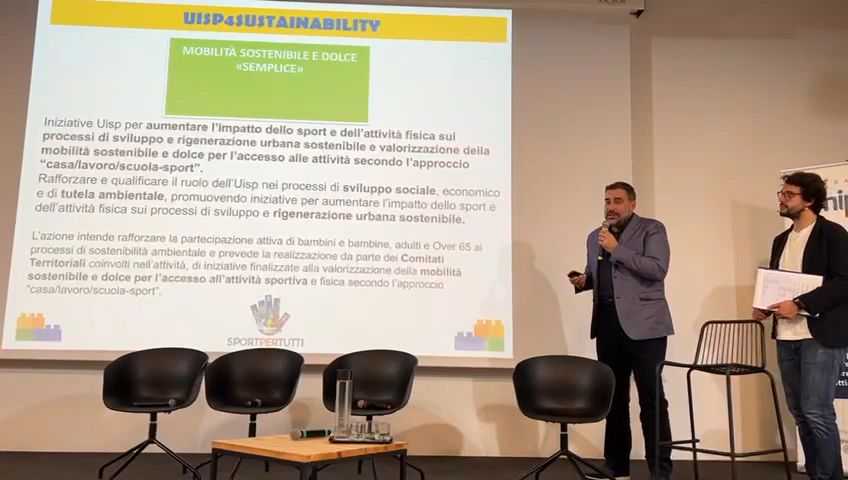 UISP4SUSTAINABILITY
MOBILITÀ SOSTENIBILE E DOLCE
«SEMPLICE»
Iniziative Uisp per aumentare l'impatto dello sport e dell'attività fisica sui
processi di sviluppo e rigenerazione urbana sostenibile e valorizzazione della
mobilità sostenibile e dolce per l'accesso alle attività secondo l'approccio
"casa/lavoro/scuola-sport".
Rafforzare e qualificare il ruolo dell'Uisp nei processi di sviluppo sociale, economico
e di tutela ambientale, promuovendo iniziative per aumentare l'impatto dello sport e
dell'attività fisica sui processi di sviluppo e rigenerazione urbana sostenibile.
L'azione intende rafforzare la partecipazione attiva di bambini e bambine, adulti e Over 65 ai
processi di sostenibilità ambientale e prevede la realizzazione da parte dei Comitati
Territoriali coinvolti nell'attività, di iniziative finalizzate alla valorizzazione della mobilità
sostenibile e dolce per l'accesso all'attività sportiva e fisica secondo l'approccio
"casa/lavoro/scuola-sport".
SPORTPERTUTTI